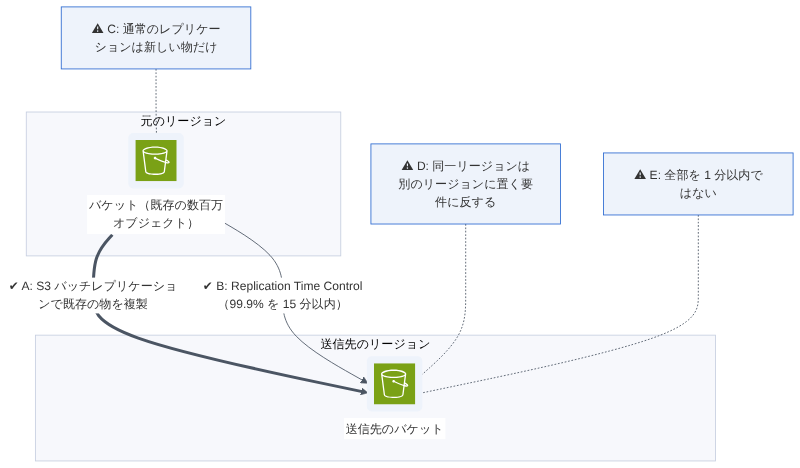 ⚠ C: 通常のレプリケー
ションは新しい物だけ
元のリージョン
バケット（既存の数百万
オブジェクト）
⚠ D: 同一リージョンは
別のリージョンに置く要
件に反する
⚠ E: 全部を 1 分以内で
はない
✔ A: S3 バッチレプリケーショ
ンで既存の物を複製
✔ B: Replication Time Control
（99.9% を 15 分以内）
送信先のリージョン
送信先のバケット